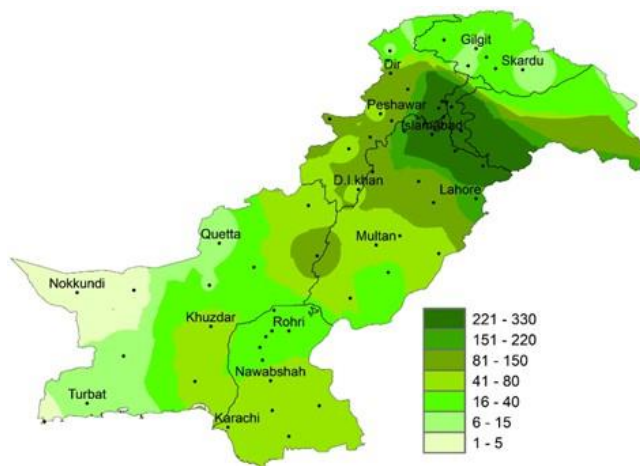 Gilgit
Skardu
Dir
Peshawar
Islamabad
D.I.khan
Lahore
Quetta
Multan
Nokkundi
Khuzdar
Rohri
Turbat
Nawabshah
Karachi
221 - 330
151 - 220
81 - 150
41 - 80
16 - 40
6 - 15
1 - 5